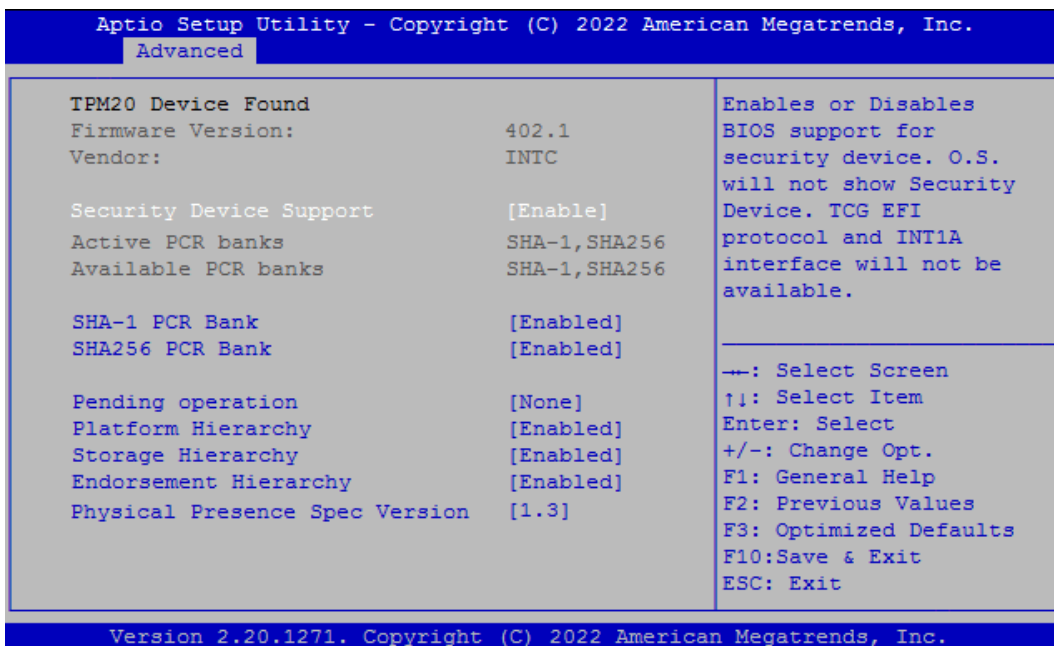 Aptio Setup Utility - Copyright (C) 2022 American Megatrends, Inc.
Advanced
TPM20 Device Found
Firmware Version: 402.1
Vendor: INTC
Security Device Support [Enable]
Active PCR banks SHA-1,SHA256
Available PCR banks SHA-1,SHA256
SHA-1 PCR Bank [Enabled]
SHA256 PCR Bank [Enabled]
Pending operation [None]
Platform Hierarchy [Enabled]
Storage Hierarchy [Enabled]
Endorsement Hierarchy [Enabled]
Physical Presence Spec Version [1.3]
Enables or Disables
BIOS support for
security device. O.S.
will not show Security
Device. TCG EFI
protocol and INT1A
interface will not be
available.
→←: Select Screen
↑↓: Select Item
Enter: Select
+/-: Change Opt.
F1: General Help
F2: Previous Values
F3: Optimized Defaults
F10:Save & Exit
ESC: Exit
Version 2.20.1271. Copyright (C) 2022 American Megatrends, Inc.